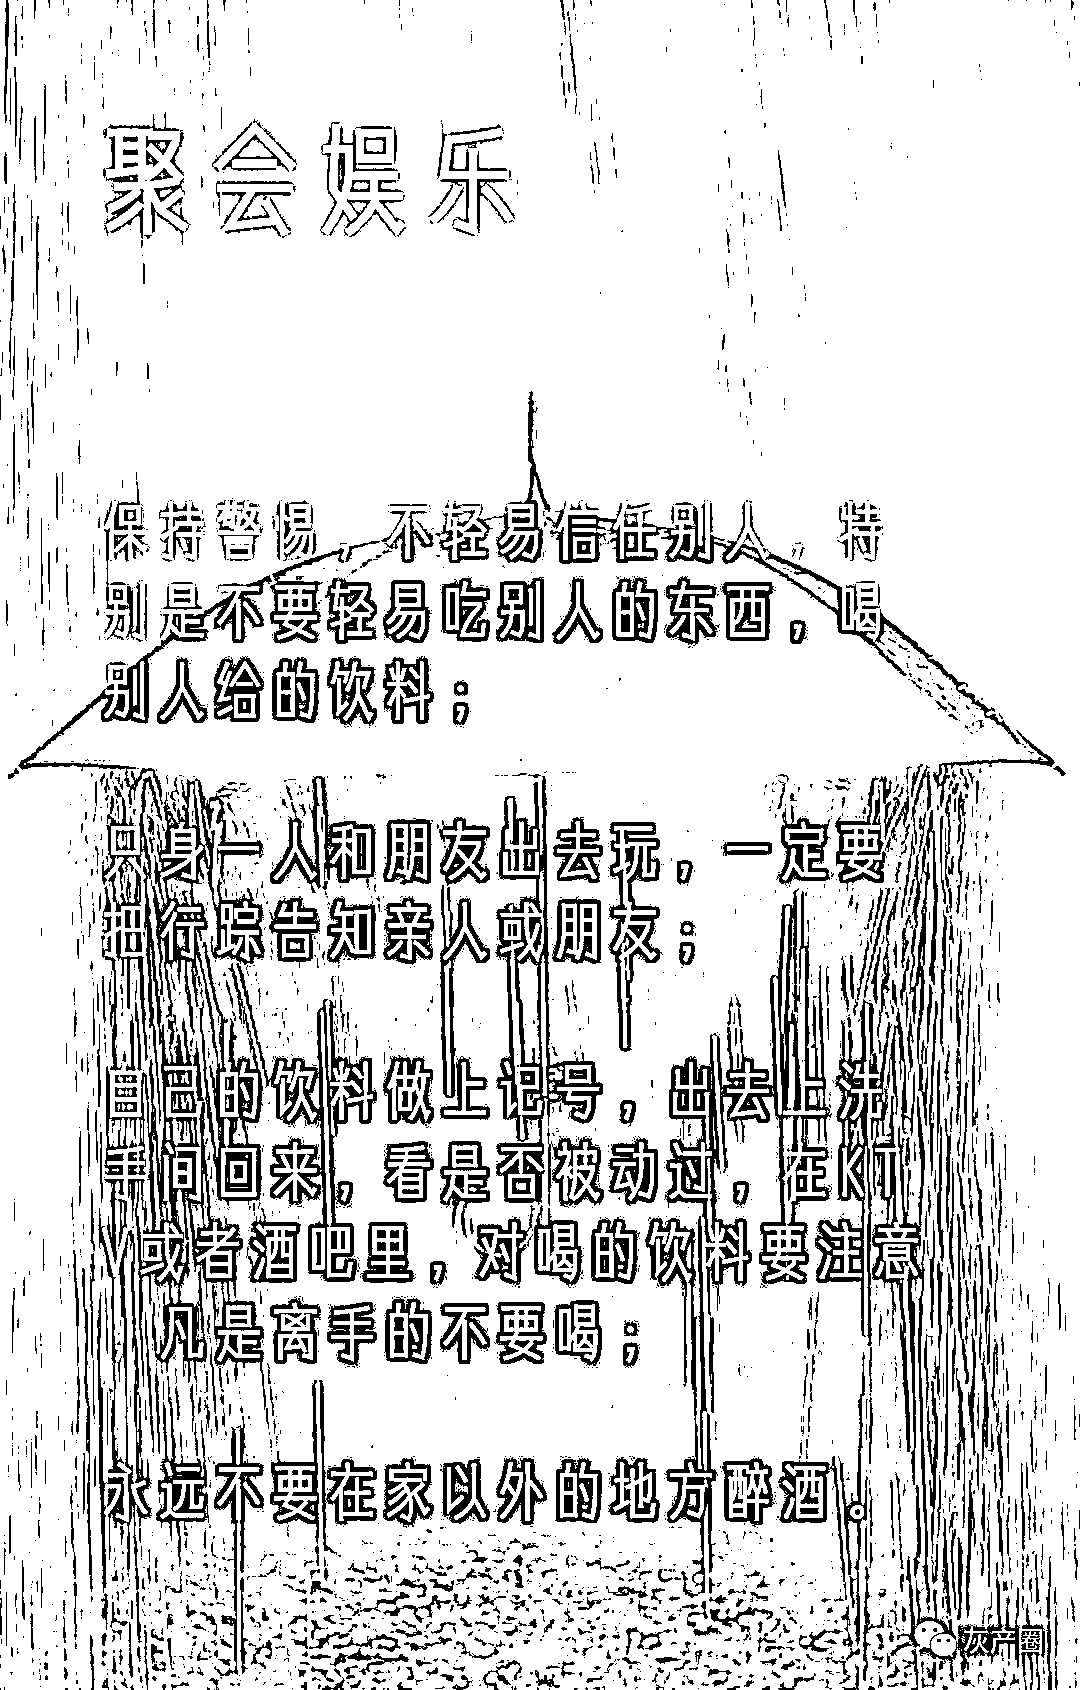 聚会娱乐
保持警惕，不轻易信任别人，特
别是不要轻易吃别人的东西，喝
别人给的饮料；
只身一人和朋友出去玩，一定要
把行踪告知亲人或朋友；
自己的饮料做上记号，出去上洗
手间回来，看是否被动过，在KT
V或者酒吧里，对喝的饮料要注意
，凡是离手的不要喝；
永远不要在家以外的地方醉酒。
灰产圈